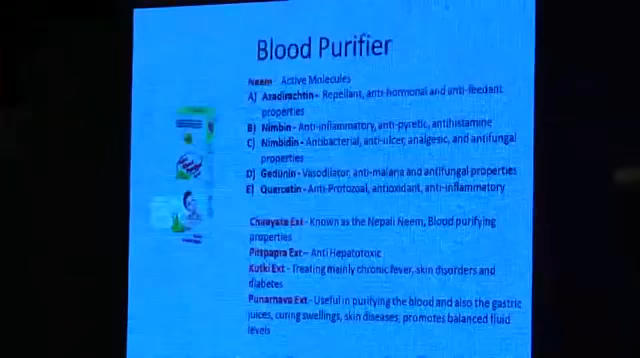 Blood Purifier
Neem - Active Molecules
A) Azadirachtin – Repellant, anti-hormonal and anti-feedant
properties
B) Nimbin - Anti-inflammatory, anti-pyretic, antihistamine
C) Nimbidin - Antibacterial, anti-ulcer, analgesic, and antifungal
properties
D) Gedunin - Vasodilator, anti-malaria and antifungal properties
E) Quercetin - Anti-Protozoal, antioxidant, anti-inflammatory
Chirayata Ext - Known as the Nepali Neem, Blood purifying
properties
Pittpapra Ext – Anti Hepatotoxic
Kutki Ext - Treating mainly chronic fever, skin disorders and
diabetes
Punarnava Ext - Useful in purifying the blood and also the gastric
juices, curing swellings, skin diseases, promotes balanced fluid
levels